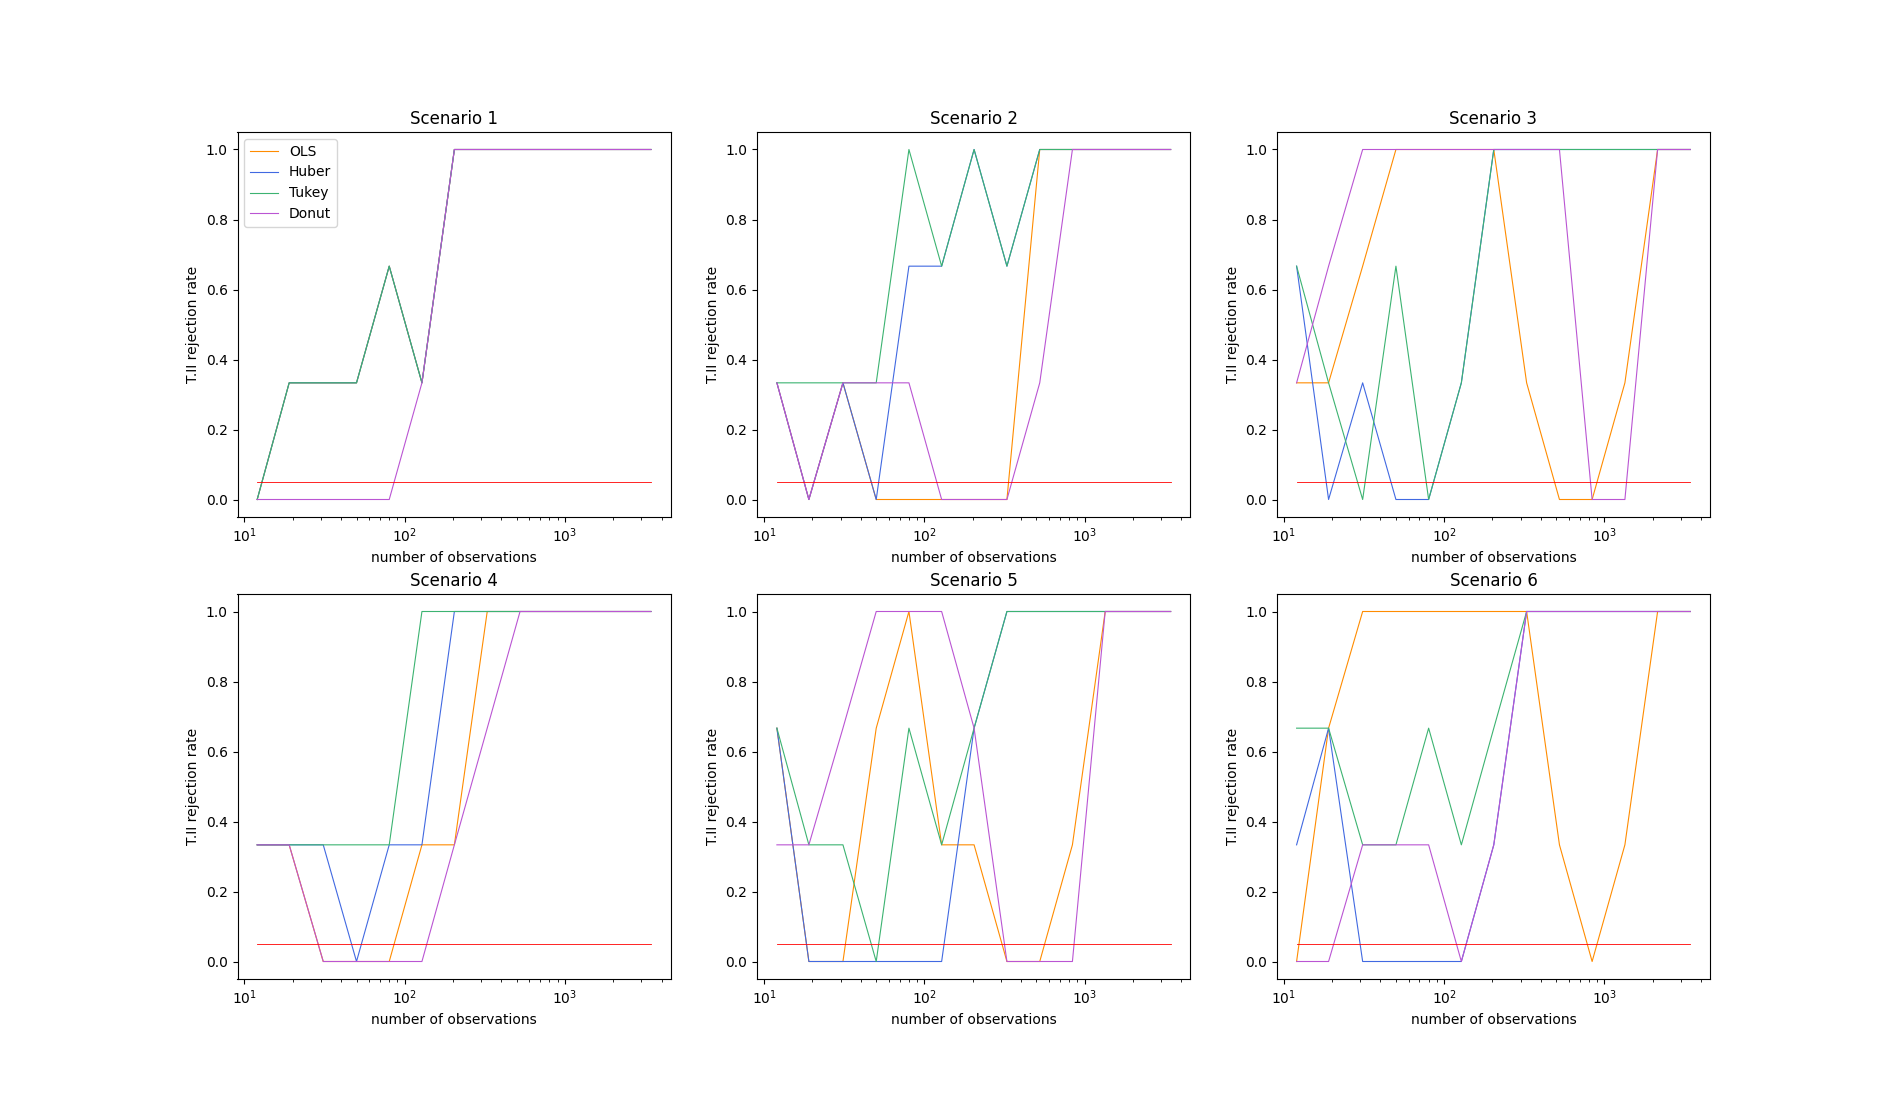 Scenario 1
1.0
0.8
0.6
0.4
0.2
0.0
T.II rejection rate
OLS
Huber
Tukey
Donut
10¹
10²
10³
number of observations
Scenario 2
1.0
0.8
0.6
0.4
0.2
0.0
T.II rejection rate
10¹
10²
10³
number of observations
Scenario 3
1.0
0.8
0.6
0.4
0.2
0.0
T.II rejection rate
10¹
10²
10³
number of observations
Scenario 4
1.0
0.8
0.6
0.4
0.2
0.0
T.II rejection rate
10¹
10²
10³
number of observations
Scenario 5
1.0
0.8
0.6
0.4
0.2
0.0
T.II rejection rate
10¹
10²
10³
number of observations
Scenario 6
1.0
0.8
0.6
0.4
0.2
0.0
T.II rejection rate
10¹
10²
10³
number of observations